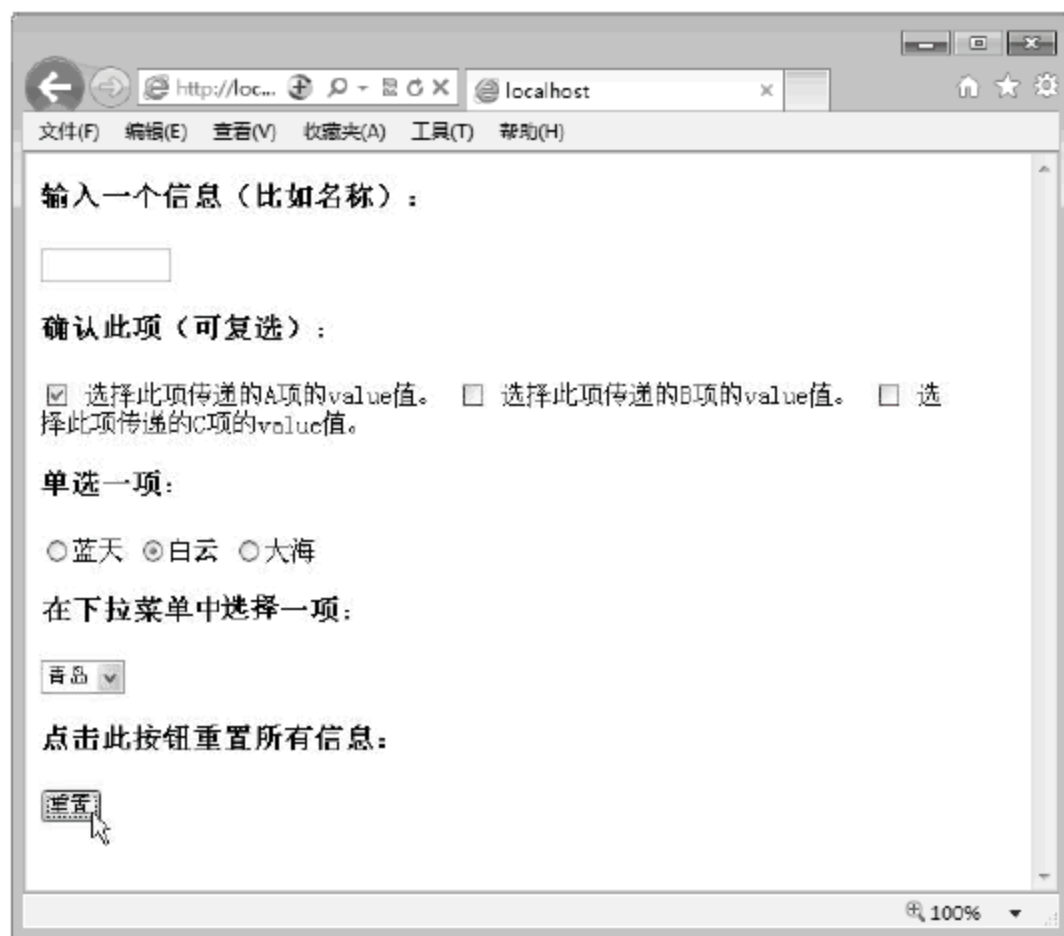 http://loc...
localhost
文件(F) 编辑(E) 查看(V) 收藏夹(A) 工具(T) 帮助(H)
输入一个信息（比如名称）：
确认此项（可复选）：
选择此项传递的A项的value值。 选择此项传递的B项的value值。 选
择此项传递的C项的value值。
单选一项：
蓝天 白云 大海
在下拉菜单中选择一项：
青岛
点击此按钮重置所有信息：
重置
100%